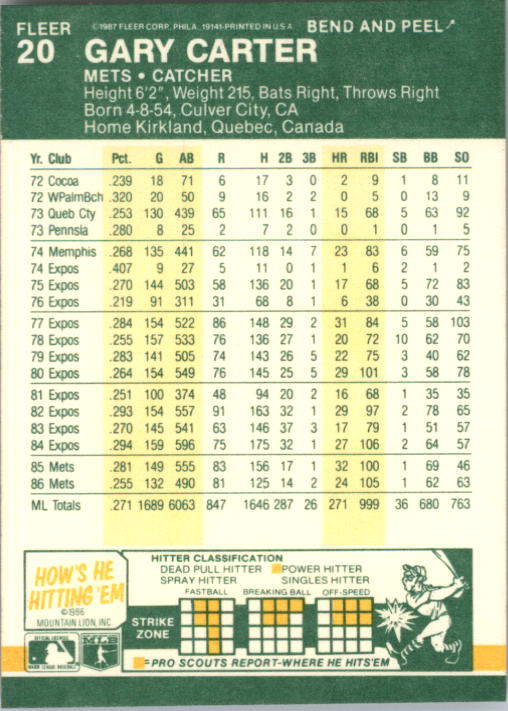 FLEER ©1987 FLEER CORP., PHILA., 19141-PRINTED IN U.S.A. BEND AND PEEL
20 GARY CARTER
METS • CATCHER
Height 6'2", Weight 215, Bats Right, Throws Right
Born 4-8-54, Culver City, CA
Home Kirkland, Quebec, Canada
Yr. Club Pct. G AB R H 2B 3B HR RBI SB BB SO
72 Cocoa .239 18 71 6 17 3 0 2 9 1 8 11
72 WPalmBch .320 20 50 9 16 2 2 0 5 0 13 9
73 Queb Cty .253 130 439 65 111 16 1 15 68 5 63 92
73 Pennsia .280 8 25 2 7 2 0 0 1 0 1 5
74 Memphis .268 135 441 62 118 14 7 23 83 6 59 75
74 Expos .407 9 27 5 11 0 1 1 6 2 1 2
75 Expos .270 144 503 58 136 20 1 17 68 5 72 83
76 Expos .219 91 311 31 68 8 1 6 38 0 30 43
77 Expos .284 154 522 86 148 29 2 31 84 5 58 103
78 Expos .255 157 533 76 136 27 1 20 72 10 62 70
79 Expos .283 141 505 74 143 26 5 22 75 3 40 62
80 Expos .264 154 549 76 145 25 5 29 101 3 58 78
81 Expos .251 100 374 48 94 20 2 16 68 1 35 35
82 Expos .293 154 557 91 163 32 1 29 97 2 78 65
83 Expos .270 145 541 63 146 37 3 17 79 1 51 57
84 Expos .294 159 596 75 175 32 1 27 106 2 64 57
85 Mets .281 149 555 83 156 17 1 32 100 1 69 46
86 Mets .255 132 490 81 125 14 2 24 105 1 62 63
ML Totals .271 1689 6063 847 1646 287 26 271 999 36 680 763
HOW'S HE
HITTING 'EM
©1986
MOUNTAIN LION, INC
HITTER CLASSIFICATION
DEAD PULL HITTER POWER HITTER
SPRAY HITTER SINGLES HITTER
FASTBALL BREAKING BALL OFF-SPEED
STRIKE
ZONE
=PRO SCOUTS REPORT-WHERE HE HITS'EM
MLB